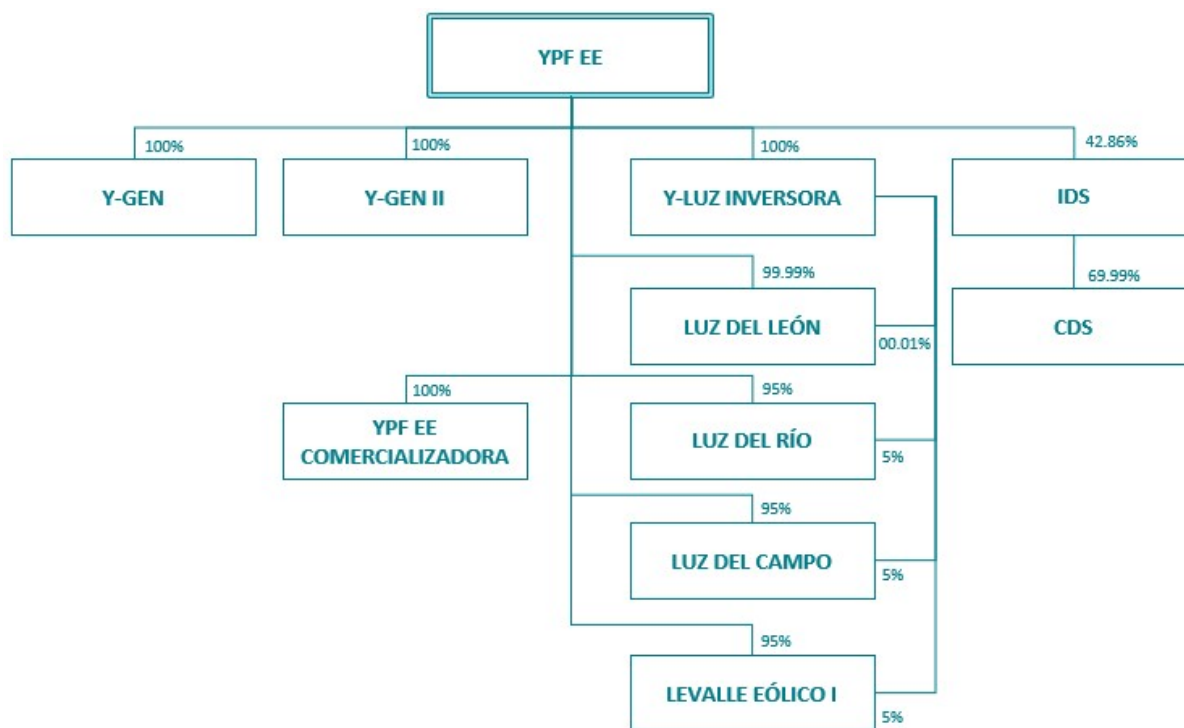 YPF EE
100%
100%
100%
42.86%
Y-GEN
Y-GEN II
Y-LUZ INVERSORA
IDS
99.99%
69.99%
LUZ DEL LEÓN
00.01%
CDS
100%
95%
YPF EE
COMERCIALIZADORA
LUZ DEL RÍO
5%
95%
LUZ DEL CAMPO
5%
95%
LEVALLE EÓLICO I
5%